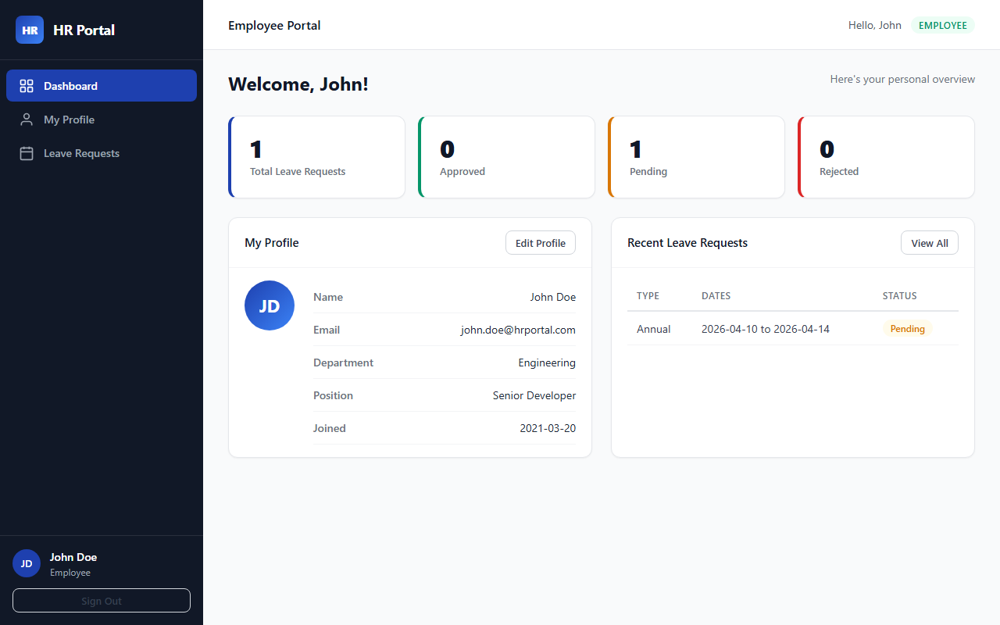 HR HR Portal
Dashboard
My Profile
Leave Requests
JD John Doe
Employee
Sign Out
Employee Portal
Hello, John EMPLOYEE
Welcome, John!
Here's your personal overview
1
Total Leave Requests
0
Approved
1
Pending
0
Rejected
My Profile
Edit Profile
JD
Name John Doe
Email john.doe@hrportal.com
Department Engineering
Position Senior Developer
Joined 2021-03-20
Recent Leave Requests
View All
TYPE DATES STATUS
Annual 2026-04-10 to 2026-04-14 Pending